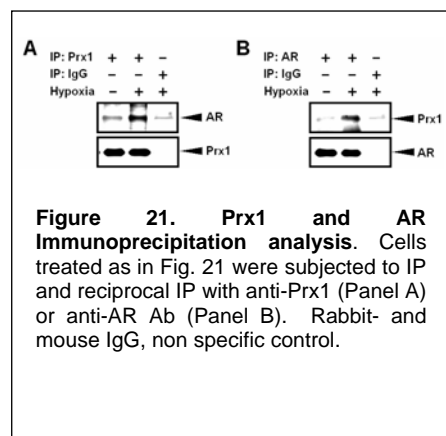 A
IP: Prx1 + + –
IP: IgG – – +
Hypoxia – + +
AR
Prx1
B
IP: AR + + –
IP: IgG – – +
Hypoxia – + +
Prx1
AR
Figure 21. Prx1 and AR
Immunoprecipitation analysis. Cells
treated as in Fig. 21 were subjected to IP
and reciprocal IP with anti-Prx1 (Panel A)
or anti-AR Ab (Panel B). Rabbit- and
mouse IgG, non specific control.